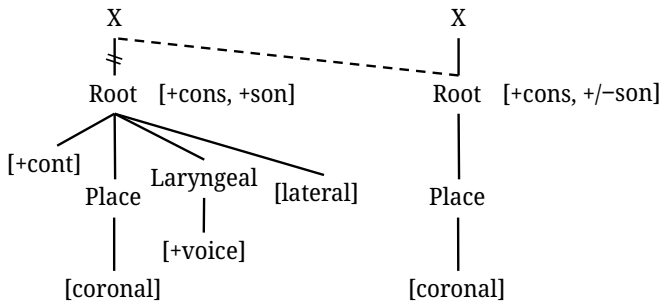 X X
Root [+cons, +son] Root [+cons, +/−son]
[+cont] Place Laryngeal [lateral] Place
[+voice]
[coronal] [coronal]